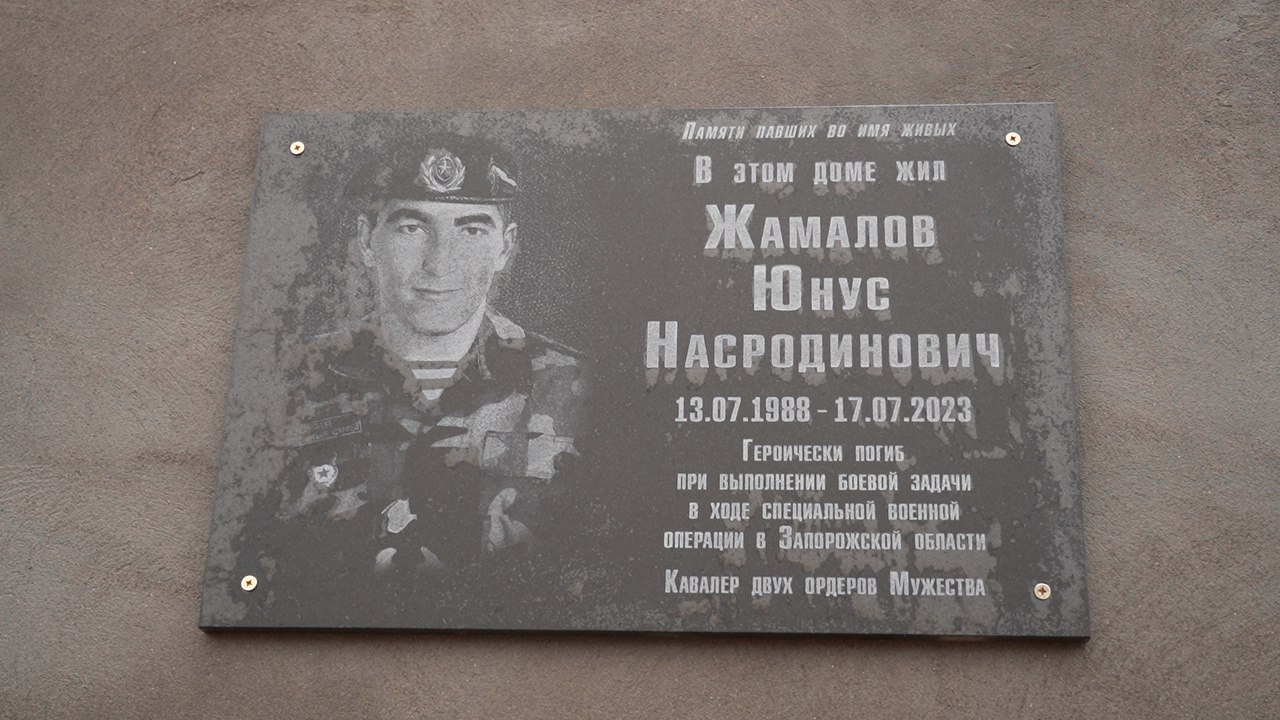 Памяти павших во имя живых
В этом доме жил
Жамалов
Юнус
Насродинович
13.07.1988 - 17.07.2023
Героически погиб
при выполнении боевой задачи
в ходе специальной военной
операции в Запорожской области
Кавалер двух орденов Мужества